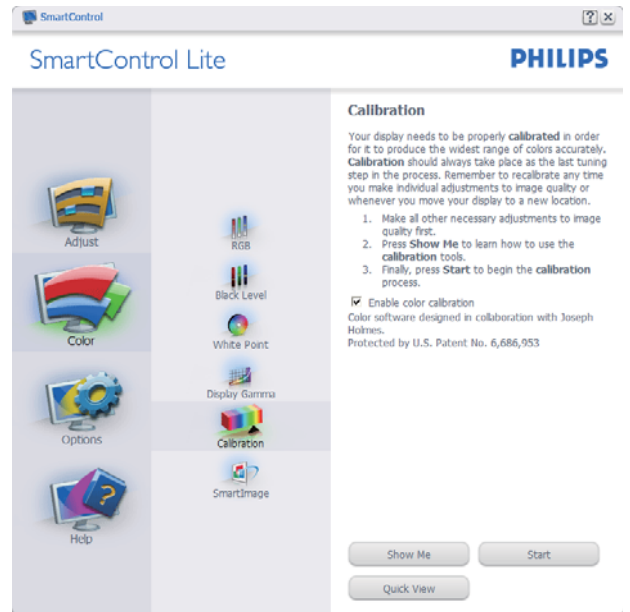 SmartControl
SmartControl Lite
PHILIPS
Adjust
Color
Options
Help
RGB
Black Level
White Point
Display Gamma
Calibration
SmartImage
Calibration
Your display needs to be properly calibrated in order
for it to produce the widest range of colors accurately.
Calibration should always take place as the last tuning
step in the process. Remember to recalibrate any time
you make individual adjustments to image quality or
whenever you move your display to a new location.
1. Make all other necessary adjustments to image
quality first.
2. Press Show Me to learn how to use the
calibration tools.
3. Finally, press Start to begin the calibration
process.
Enable color calibration
Color software designed in collaboration with Joseph
Holmes.
Protected by U.S. Patent No. 6,686,953
Show Me
Start
Quick View